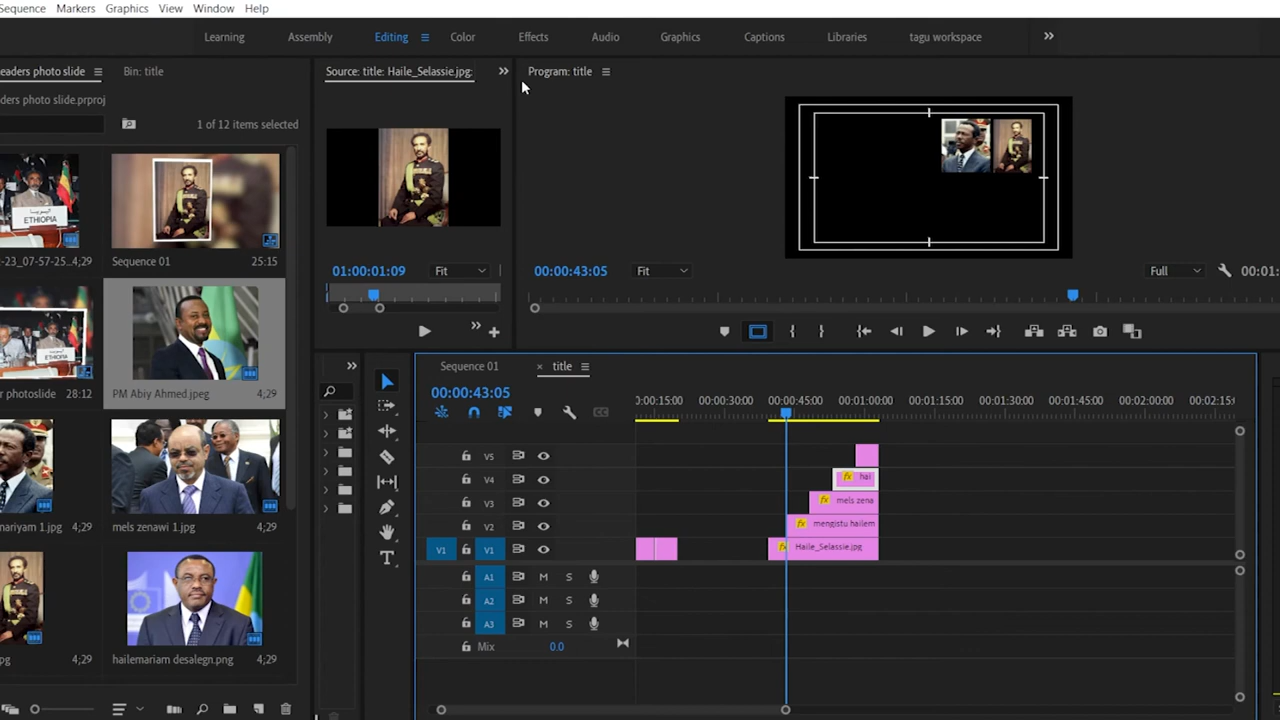 Sequence Markers Graphics View Window Help
Learning Assembly Editing Color Effects Audio Graphics Captions Libraries tagu workspace
eaders photo slide Bin: title
Source: title: Haile_Selassie.jpg:
Program: title
ders photo slide.prproj
1 of 12 items selected
ETHIOPIA
-23_07-57-25... 4;29
Sequence 01 25:15
01:00:01:09 Fit
00:00:43:05 Fit Full 00:01:
r photoslide 28:12
PM Abiy Ahmed.jpeg 4;29
Sequence 01 × title
00:00:43:05
0:00:15:00 00:00:30:00 00:00:45:00 00:01:00:00 00:01:15:00 00:01:30:00 00:01:45:00 00:02:00:00 00:02:15:0
V5
V4 fx hai
V3 fx mels zena
V2 fx mengistu hailem
V1 V1 fx Haile_Selassie.jpg
nariyam 1.jpg 4;29
mels zenawi 1.jpg 4;29
A1 M S
A2 M S
A3 M S
Mix 0.0
pg 4;29
hailemariam desalegn.png 4;29